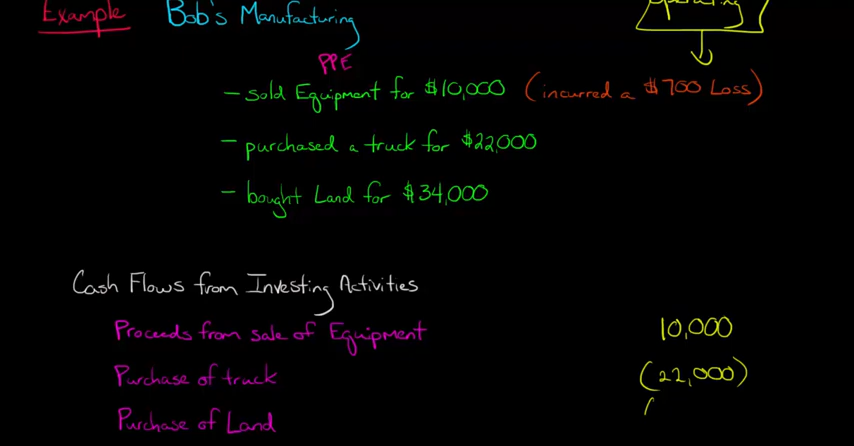 Example Bob's Manufacturing
Operating
PPE
- sold Equipment for $10,000 (incurred a $700 Loss)
- purchased a truck for $22,000
- bought Land for $34,000
Cash Flows from Investing Activities
Proceeds from sale of Equipment 10,000
Purchase of truck (22,000)
Purchase of Land (